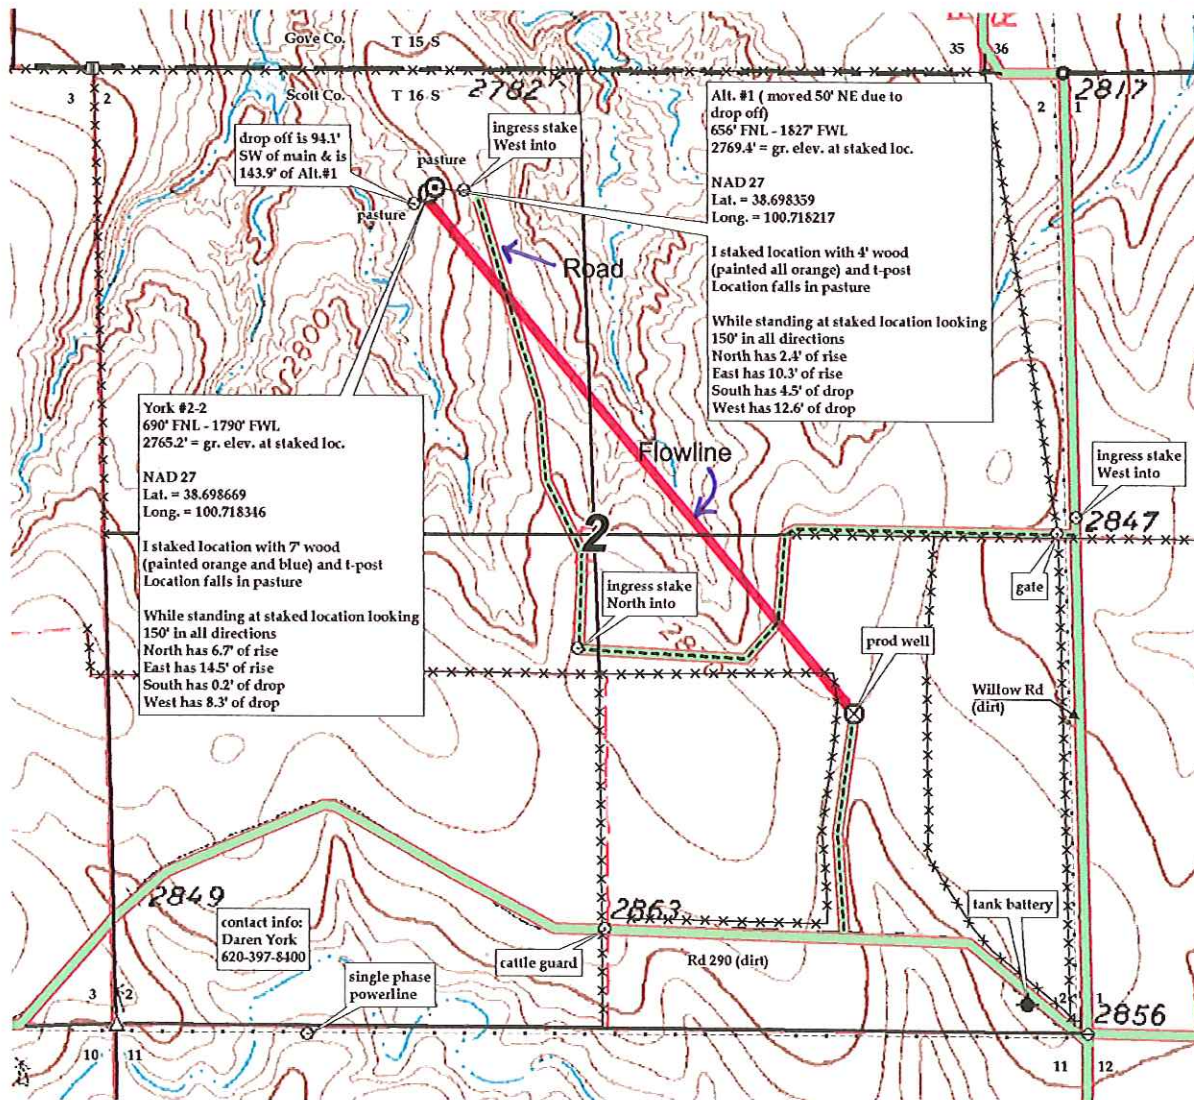 Gove Co.
T 15 S
35
36
3
2
Scott Co.
T 16 S
2782
2
1
2817
drop off is 94.1'
SW of main & is
143.9' of Alt.#1
pasture
ingress stake
West into
pasture
Alt. #1 ( moved 50' NE due to
drop off)
656' FNL - 1827' FWL
2769.4' = gr. elev. at staked loc.
NAD 27
Lat. = 38.698359
Long. = 100.718217
I staked location with 4' wood
(painted all orange) and t-post
Location falls in pasture
While standing at staked location looking
150' in all directions
North has 2.4' of rise
East has 10.3' of rise
South has 4.5' of drop
West has 12.6' of drop
Road
2800
York #2-2
690' FNL - 1790' FWL
2765.2' = gr. elev. at staked loc.
NAD 27
Lat. = 38.698669
Long. = 100.718346
I staked location with 7' wood
(painted orange and blue) and t-post
Location falls in pasture
While standing at staked location looking
150' in all directions
North has 6.7' of rise
East has 14.5' of rise
South has 0.2' of drop
West has 8.3' of drop
Flowline
ingress stake
West into
2
2847
gate
ingress stake
North into
prod well
Willow Rd
(dirt)
2849
2863
contact info:
Daren York
620-397-8400
cattle guard
Rd 290 (dirt)
tank battery
single phase
powerline
3
2
2
1
2856
10
11
11
12